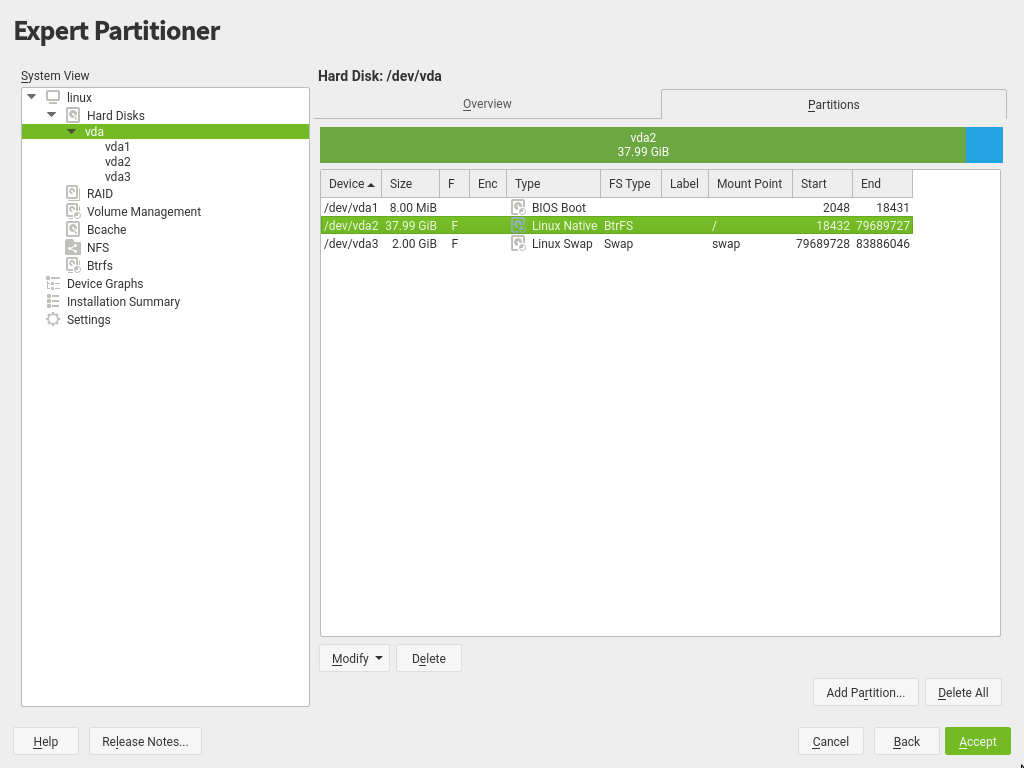 Expert Partitioner
System View
linux
Hard Disks
vda
vda1
vda2
vda3
RAID
Volume Management
Bcache
NFS
Btrfs
Device Graphs
Installation Summary
Settings
Hard Disk: /dev/vda
Overview Partitions
vda2
37.99 GiB
Device Size F Enc Type FS Type Label Mount Point Start End
/dev/vda1 8.00 MiB BIOS Boot 2048 18431
/dev/vda2 37.99 GiB F Linux Native BtrFS / 18432 79689727
/dev/vda3 2.00 GiB F Linux Swap Swap swap 79689728 83886046
Modify Delete
Add Partition... Delete All
Help Release Notes... Cancel Back Accept